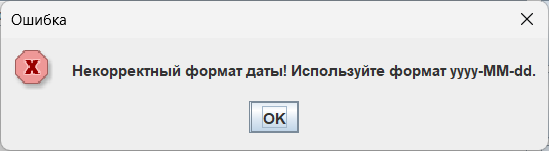 Ошибка
Некорректный формат даты! Используйте формат yyyy-MM-dd.
OK